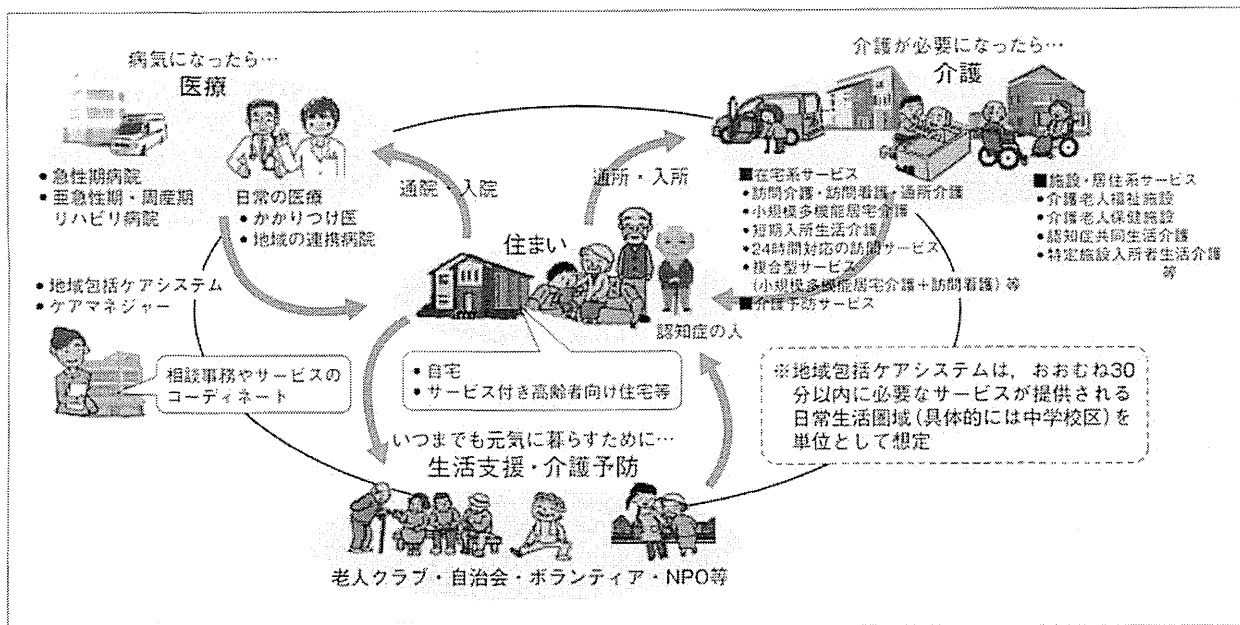 病気になったら…
医療
• 急性期病院
• 亜急性期・周産期
リハビリ病院
日常の医療
• かかりつけ医
• 地域の連携病院
通院・入院
通所・入所
介護が必要になったら…
介護
■在宅系サービス
• 訪問介護・訪問看護・通所介護
• 小規模多機能居宅介護
• 短期入所生活介護
• 24時間対応の訪問サービス
• 複合型サービス
(小規模多機能居宅介護+訪問看護) 等
■介護予防サービス
■施設・居住系サービス
• 介護老人福祉施設
• 介護老人保健施設
• 認知症共同生活介護
• 特定施設入所者生活介護
等
住まい
認知症の人
• 地域包括ケアシステム
• ケアマネジャー
相談事務やサービスの
コーディネート
• 自宅
• サービス付き高齢者向け住宅等
※地域包括ケアシステムは,おおむね30
分以内に必要なサービスが提供される
日常生活圏域(具体的には中学校区)を
単位として想定
いつまでも元気に暮らすために…
生活支援・介護予防
老人クラブ・自治会・ボランティア・NPO等